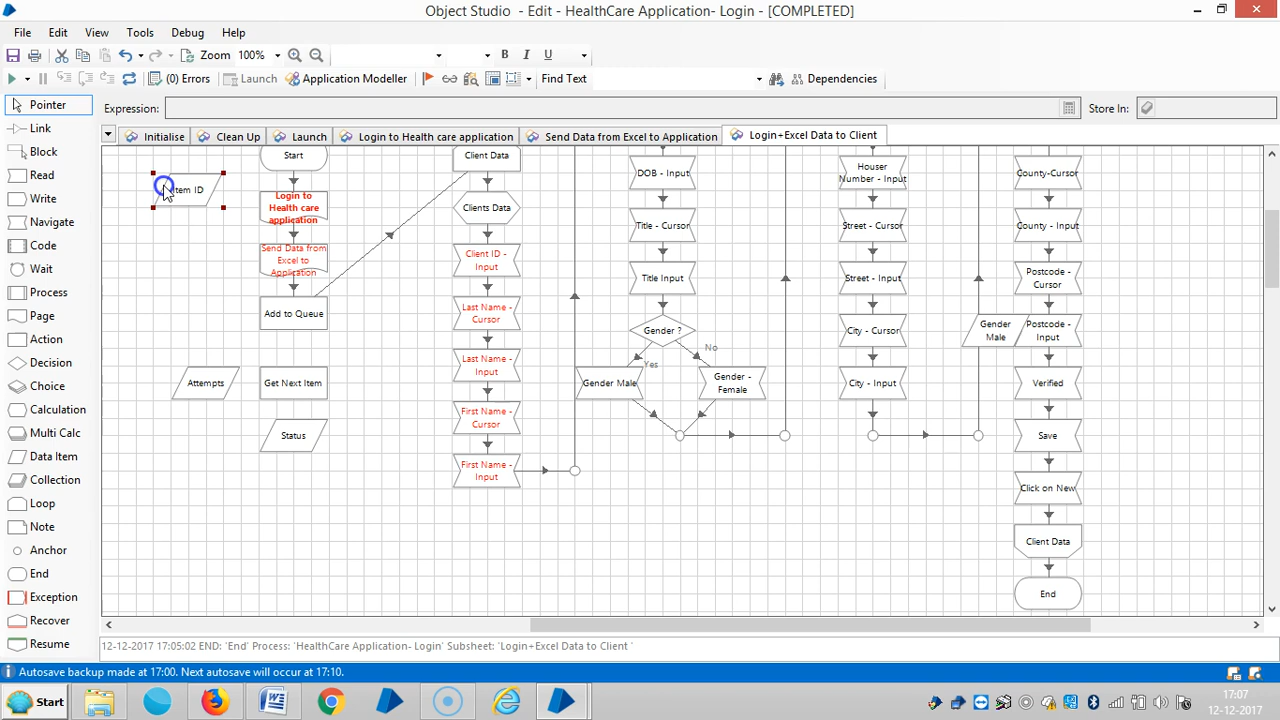 Object Studio - Edit - HealthCare Application- Login - [COMPLETED]
File Edit View Tools Debug Help
Zoom 100% B I U
(0) Errors Launch Application Modeller Find Text Dependencies
Pointer
Expression: Store In:
Link
Initialise Clean Up Launch Login to Health care application Send Data from Excel to Application Login+Excel Data to Client
Block
Read
Write
Navigate
Code
Wait
Process
Page
Action
Decision
Choice
Calculation
Multi Calc
Data Item
Collection
Loop
Note
Anchor
End
Exception
Recover
Resume
Item ID
Attempts
Start
Login to
Health care
application
Send Data from
Excel to
Application
Add to Queue
Get Next Item
Status
Client Data
Clients Data
Client ID -
Input
Last Name -
Cursor
Last Name -
Input
First Name -
Cursor
First Name -
Input
DOB - Input
Title - Cursor
Title Input
Gender ?
Yes
No
Gender Male
Gender -
Female
Houser
Number - Input
Street - Cursor
Street - Input
City - Cursor
City - Input
Gender
Male
County-Cursor
County - Input
Postcode -
Cursor
Postcode -
Input
Verified
Save
Click on New
Client Data
End
12-12-2017 17:05:02 END: 'End' Process: 'HealthCare Application- Login' Subsheet: 'Login+Excel Data to Client '
Autosave backup made at 17:00. Next autosave will occur at 17:10.
Start
17:07
12-12-2017